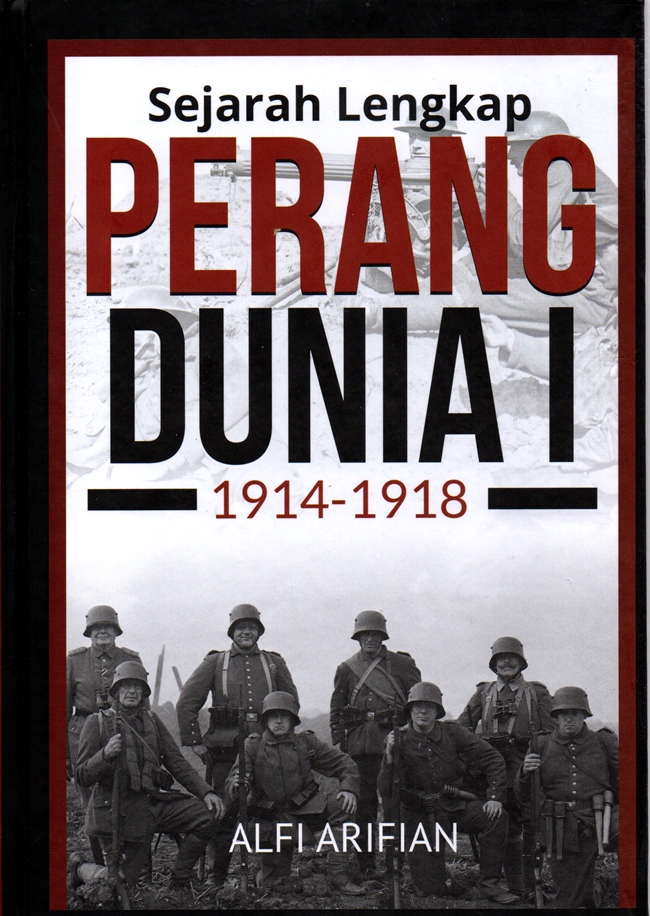 Sejarah Lengkap
PERANG
DUNIA I
1914-1918
ALFI ARIFIAN